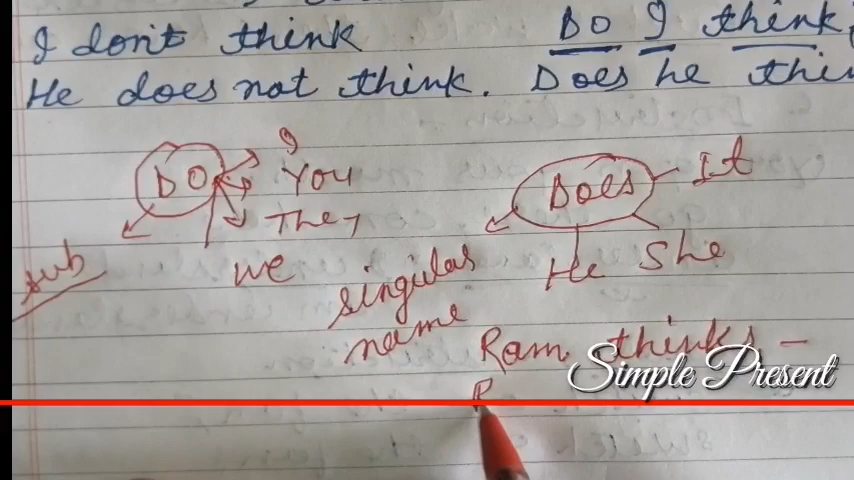 I don't think DO I think
He does not think. Does he thin
DO I Does It
You
They
sub we singular He She
name Ram thinks -
Simple Present
R